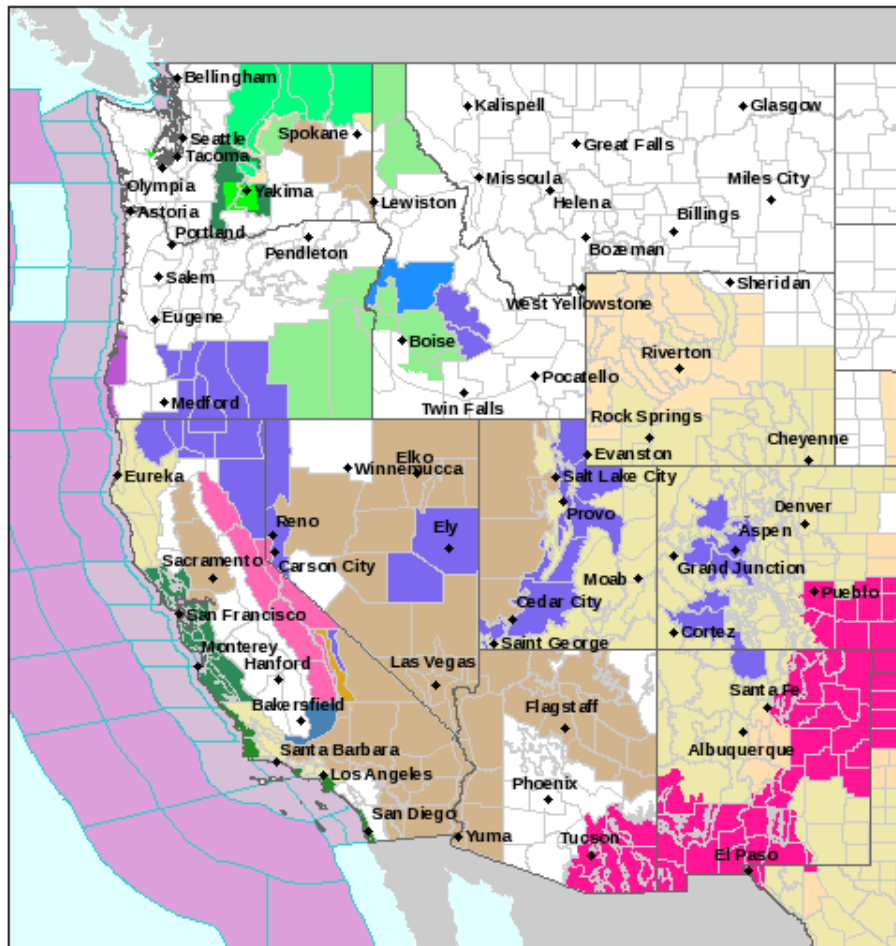 Bellingham
Kalispell
Glasgow
Seattle
Spokane
Great Falls
Tacoma
Olympia
Missoula
Miles City
Yakima
Helena
Astoria
Lewiston
Billings
Portland
Pendleton
Bozeman
Salem
Sheridan
West Yellowstone
Eugene
Boise
Riverton
Pocatello
Medford
Twin Falls
Rock Springs
Cheyenne
Elko
Evanston
Eureka
Winnemucca
Salt Lake City
Provo
Denver
Reno
Ely
Aspen
Sacramento
Carson City
Grand Junction
Moab
Pueblo
San Francisco
Cedar City
Cortez
Monterey
Saint George
Hanford
Las Vegas
Santa Fe
Bakersfield
Flagstaff
Albuquerque
Santa Barbara
Los Angeles
Phoenix
San Diego
Yuma
Tucson
El Paso